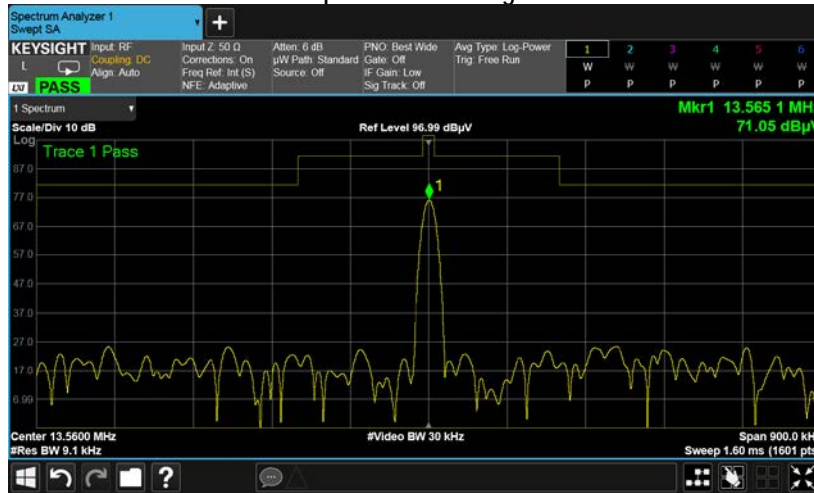 Spectrum Analyzer 1
Swept SA
KEYSIGHT
L
LXI PASS
Input: RF
Coupling: DC
Align: Auto
Input Z: 50 Ω
Corrections: On
Freq Ref: Int (S)
NFE: Adaptive
Atten: 6 dB
µW Path: Standard
Source: Off
PNO: Best Wide
Gate: Off
IF Gain: Low
Sig Track: Off
Avg Type: Log-Power
Trig: Free Run
1 2 3 4 5 6
W W W W W W
P P P P P P
1 Spectrum
Scale/Div 10 dB
Ref Level 96.99 dBµV
Mkr1 13.565 1 MH
71.05 dBµV
Log
Trace 1 Pass
87.0
1
77.0
67.0
57.0
47.0
37.0
27.0
17.0
6.99
Center 13.5600 MHz
#Video BW 30 kHz
Span 900.0 kH
#Res BW 9.1 kHz
Sweep 1.60 ms (1601 pts
?